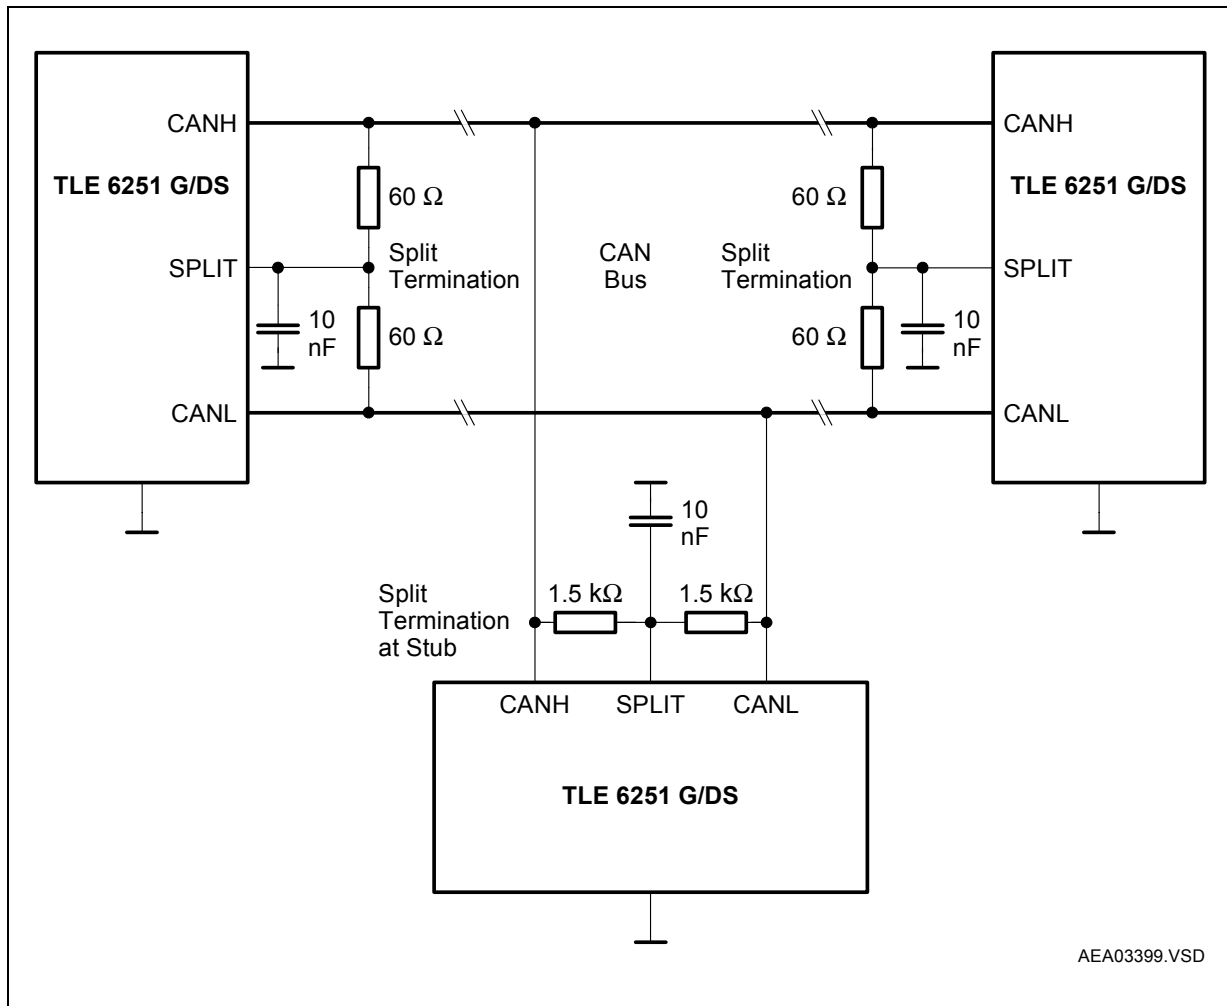 CANH
TLE 6251 G/DS
SPLIT
CANL
60 Ω
Split
Termination
60 Ω
10
nF
CAN
Bus
60 Ω
Split
Termination
60 Ω
10
nF
CANH
TLE 6251 G/DS
SPLIT
CANL
10
nF
Split
Termination
at Stub
1.5 kΩ
1.5 kΩ
CANH SPLIT CANL
TLE 6251 G/DS
AEA03399.VSD